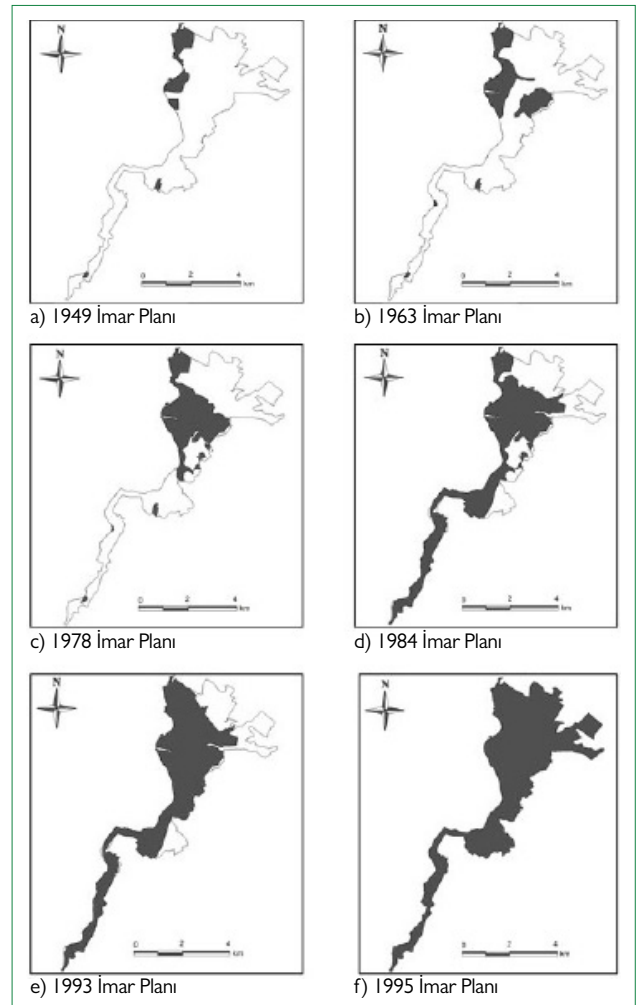 N
0 2 4
km
a) 1949 İmar Planı
N
0 2 4
km
b) 1963 İmar Planı
N
0 2 4
km
c) 1978 İmar Planı
N
0 2 4
km
d) 1984 İmar Planı
N
0 2 4
km
e) 1993 İmar Planı
N
0 2 4
km
f) 1995 İmar Planı